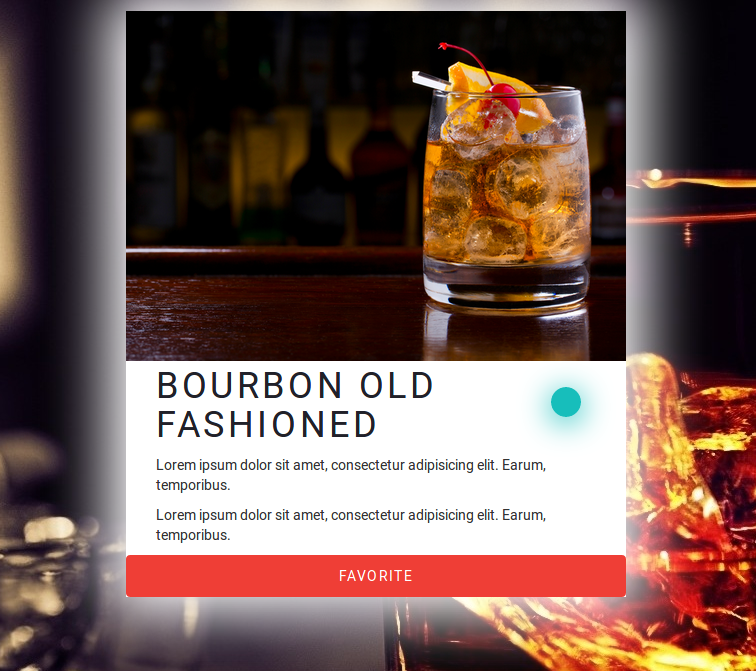 BOURBON OLD
FASHIONED
Lorem ipsum dolor sit amet, consectetur adipisicing elit. Earum,
temporibus.
Lorem ipsum dolor sit amet, consectetur adipisicing elit. Earum,
temporibus.
FAVORITE